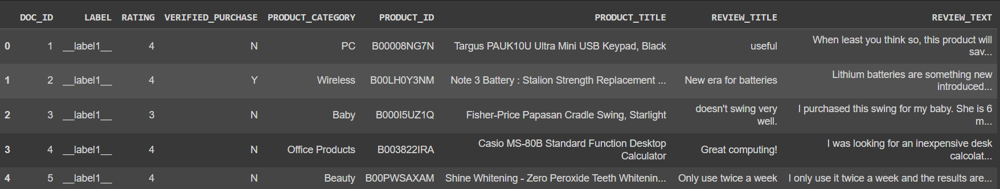 DOC_ID LABEL RATING VERIFIED_PURCHASE PRODUCT_CATEGORY PRODUCT_ID PRODUCT_TITLE REVIEW_TITLE REVIEW_TEXT
0 1 __label1__ 4 N PC B00008NG7N Targus PAUK10U Ultra Mini USB Keypad, Black useful When least you think so, this product will
sav...
1 2 __label1__ 4 Y Wireless B00LH0Y3NM Note 3 Battery : Stalion Strength Replacement ... New era for batteries Lithium batteries are something new
introduced...
2 3 __label1__ 3 N Baby B000I5UZ1Q Fisher-Price Papasan Cradle Swing, Starlight doesn't swing very
well. I purchased this swing for my baby. She is 6
m...
3 4 __label1__ 4 N Office Products B003822IRA Casio MS-80B Standard Function Desktop
Calculator Great computing! I was looking for an inexpensive desk
calcolat...
4 5 __label1__ 4 N Beauty B00PWSAXAM Shine Whitening - Zero Peroxide Teeth Whitenin... Only use twice a week I only use it twice a week and the results are...